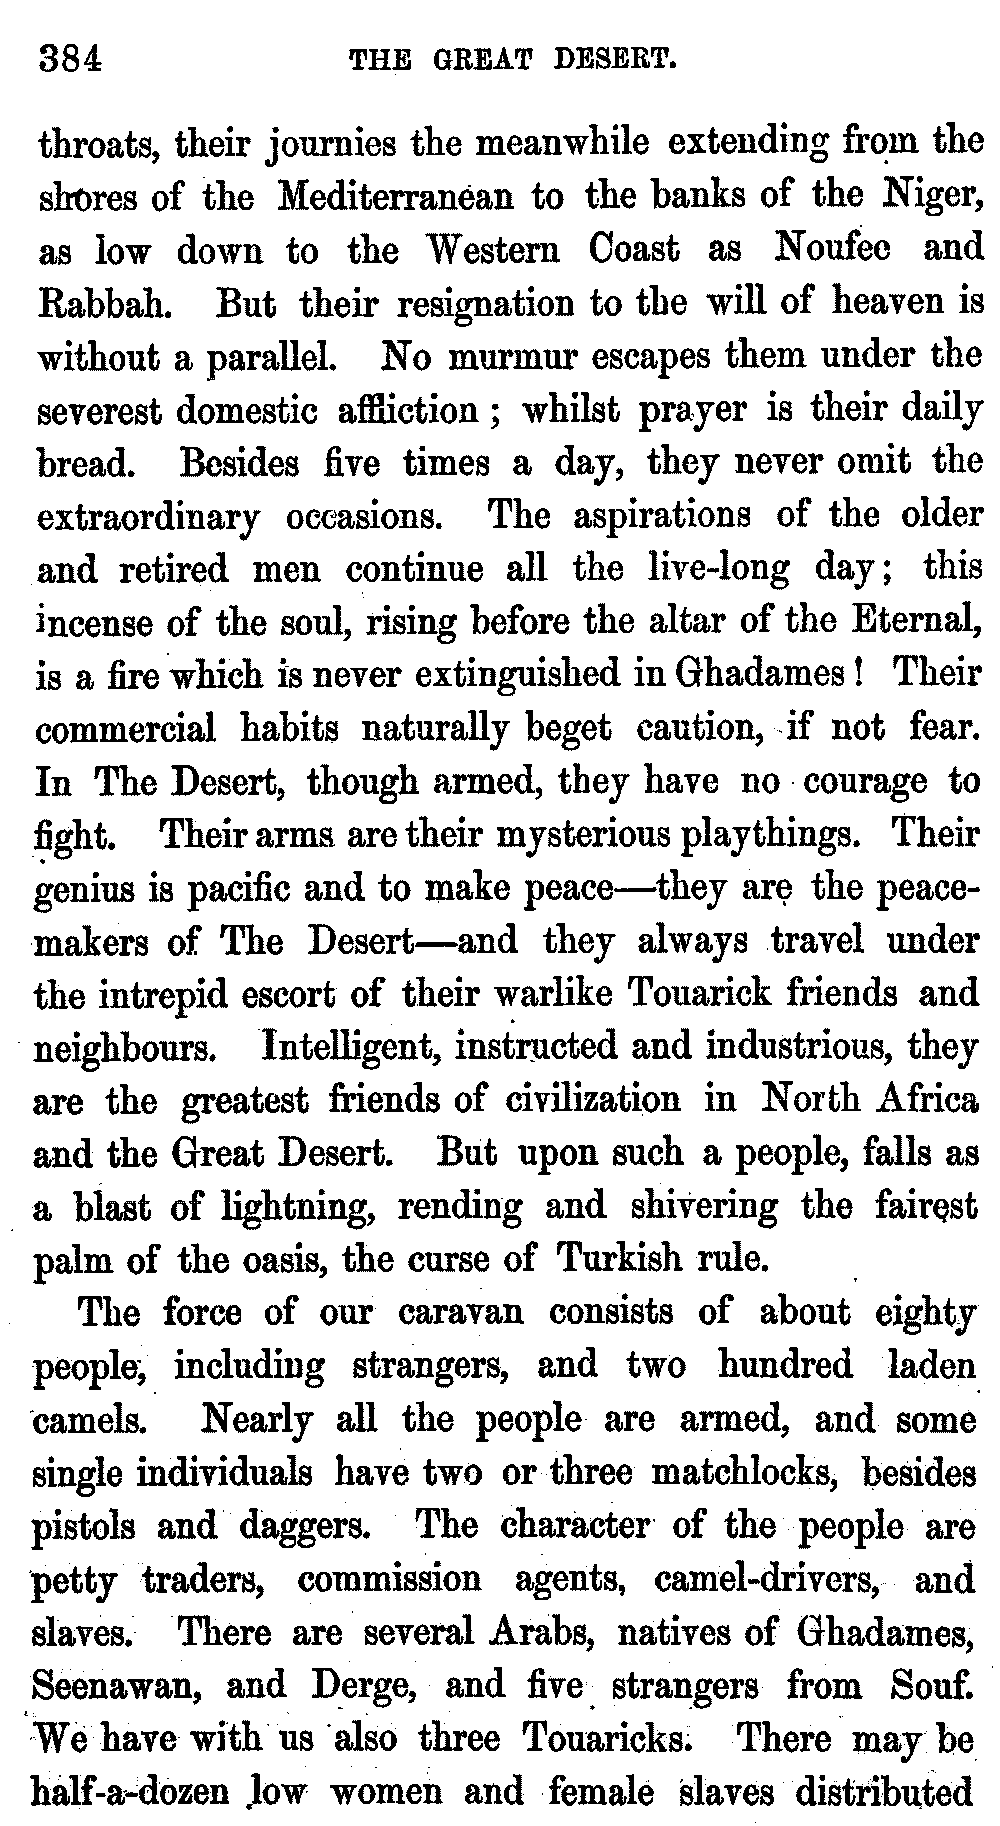 384 THE GREAT DESERT.
throats, their journies the meanwhile extending from the
shores of the Mediterranean to the banks of the Niger,
as low down to the Western Coast as Noufee and
Rabbah. But their resignation to the will of heaven is
without a parallel. No murmur escapes them under the
severest domestic affliction ; whilst prayer is their daily
bread. Besides five times a day, they never omit the
extraordinary occasions. The aspirations of the older
and retired men continue all the live-long day; this
incense of the soul, rising before the altar of the Eternal,
is a fire which is never extinguished in Ghadames! Their
commercial habits naturally beget caution, if not fear.
In The Desert, though armed, they have no courage to
fight. Their arms are their mysterious playthings. Their
genius is pacific and to make peace—they are the peace-
makers of The Desert—and they always travel under
the intrepid escort of their warlike Touarick friends and
neighbours. Intelligent, instructed and industrious, they
are the greatest friends of civilization in North Africa
and the Great Desert. But upon such a people, falls as
a blast of lightning, rending and shivering the fairest
palm of the oasis, the curse of Turkish rule.
The force of our caravan consists of about eighty
people, including strangers, and two hundred laden
camels. Nearly all the people are armed, and some
single individuals have two or three matchlocks, besides
pistols and daggers. The character of the people are
petty traders, commission agents, camel-drivers, and
slaves. There are several Arabs, natives of Ghadames,
Seenawan, and Derge, and five strangers from Souf.
We have with us also three Touaricks. There may be
half-a-dozen low women and female slaves distributed